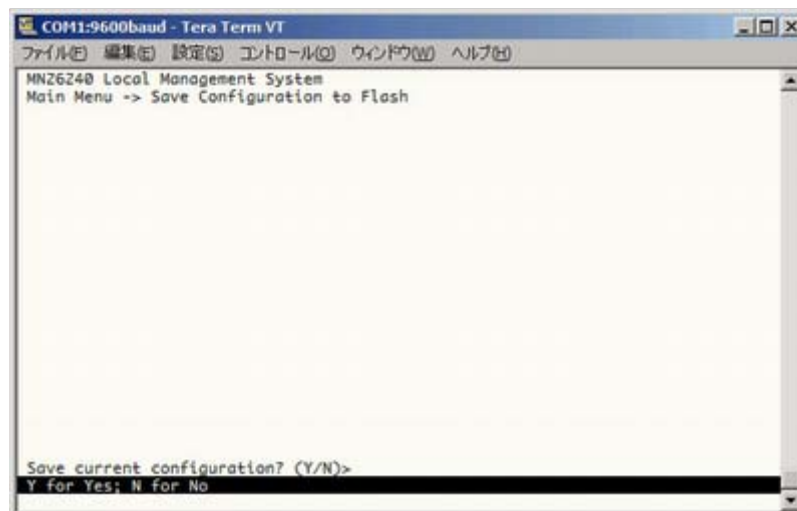 COM1:9600baud - Tera Term VT
ファイル(F) 編集(E) 設定(S) コントロール(O) ウィンドウ(W) ヘルプ(H)
MN26240 Local Management System
Main Menu -> Save Configuration to Flash
Save current configuration? (Y/N)>
Y for Yes; N for No